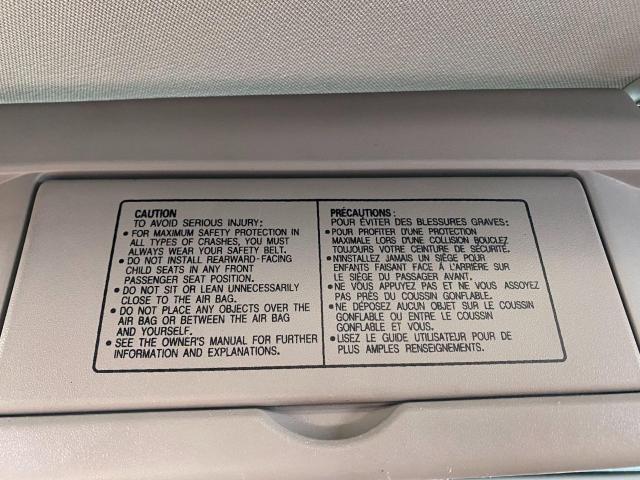 CAUTION
TO AVOID SERIOUS INJURY:
• FOR MAXIMUM SAFETY PROTECTION IN
ALL TYPES OF CRASHES, YOU MUST
ALWAYS WEAR YOUR SAFETY BELT.
• DO NOT INSTALL REARWARD-FACING
CHILD SEATS IN ANY FRONT
PASSENGER SEAT POSITION.
• DO NOT SIT OR LEAN UNNECESSARILY
CLOSE TO THE AIR BAG.
• DO NOT PLACE ANY OBJECTS OVER THE
AIR BAG OR BETWEEN THE AIR BAG
AND YOURSELF.
• SEE THE OWNER'S MANUAL FOR FURTHER
INFORMATION AND EXPLANATIONS.
PRÉCAUTIONS:
POUR ÉVITER DES BLESSURES GRAVES:
• POUR PROFITER D'UNE PROTECTION
MAXIMALE LORS D'UNE COLLISION BOUCLEZ
TOUJOURS VOTRE CEINTURE DE SÉCURITÉ.
• N'INSTALLEZ JAMAIS UN SIÈGE POUR
ENFANTS FAISANT FACE À L'ARRIÈRE SUR
LE SIÈGE DU PASSAGER AVANT.
• NE VOUS APPUYEZ PAS ET NE VOUS ASSOYEZ
PAS PRÈS DU COUSSIN GONFLABLE.
• NE DÉPOSEZ AUCUN OBJET SUR LE COUSSIN
GONFLABLE OU ENTRE LE COUSSIN
GONFLABLE ET VOUS.
• LISEZ LE GUIDE UTILISATEUR POUR DE
PLUS AMPLES RENSEIGNEMENTS.